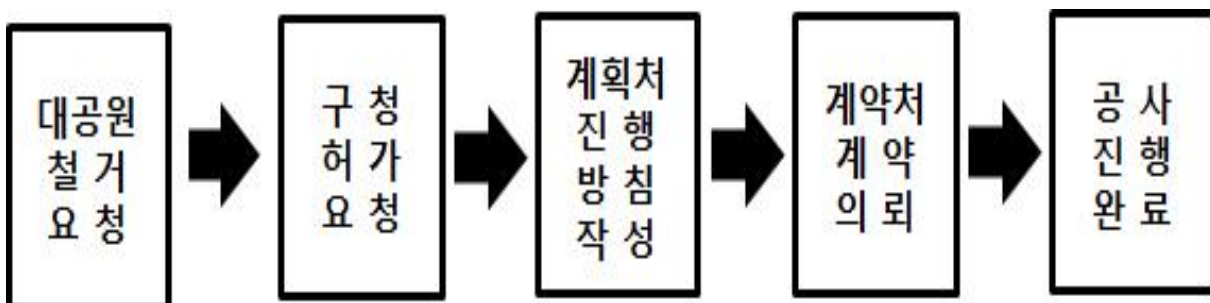 대공원
철 거
요 청
구 청
허 가
요 청
계획처
진 행
방 침
작 성
계약처
계 약
의 뢰
공 사
진 행
완 료